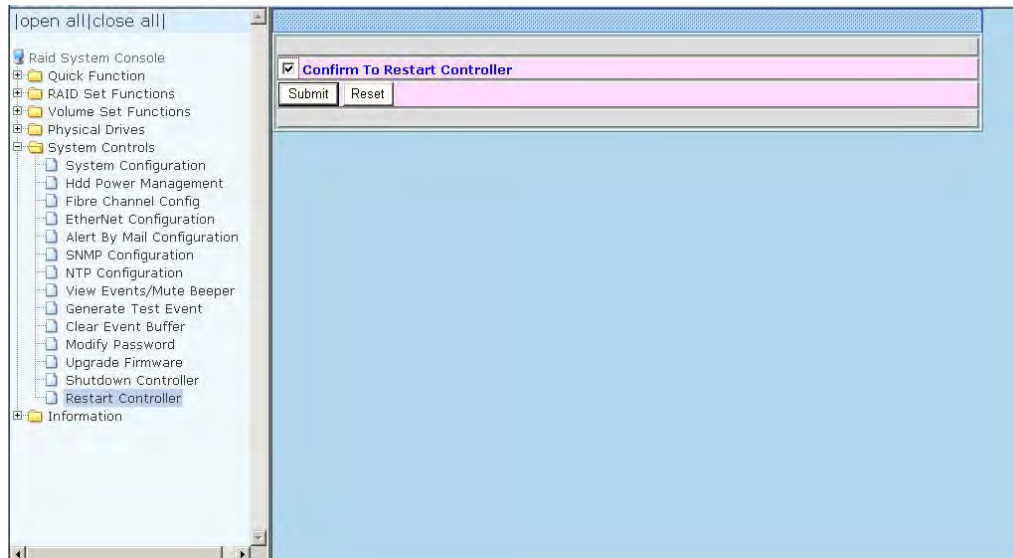 |open all|close all|
Raid System Console
Quick Function
RAID Set Functions
Volume Set Functions
Physical Drives
System Controls
System Configuration
Hdd Power Management
Fibre Channel Config
EtherNet Configuration
Alert By Mail Configuration
SNMP Configuration
NTP Configuration
View Events/Mute Beeper
Generate Test Event
Clear Event Buffer
Modify Password
Upgrade Firmware
Shutdown Controller
Restart Controller
Information
Confirm To Restart Controller
Submit Reset